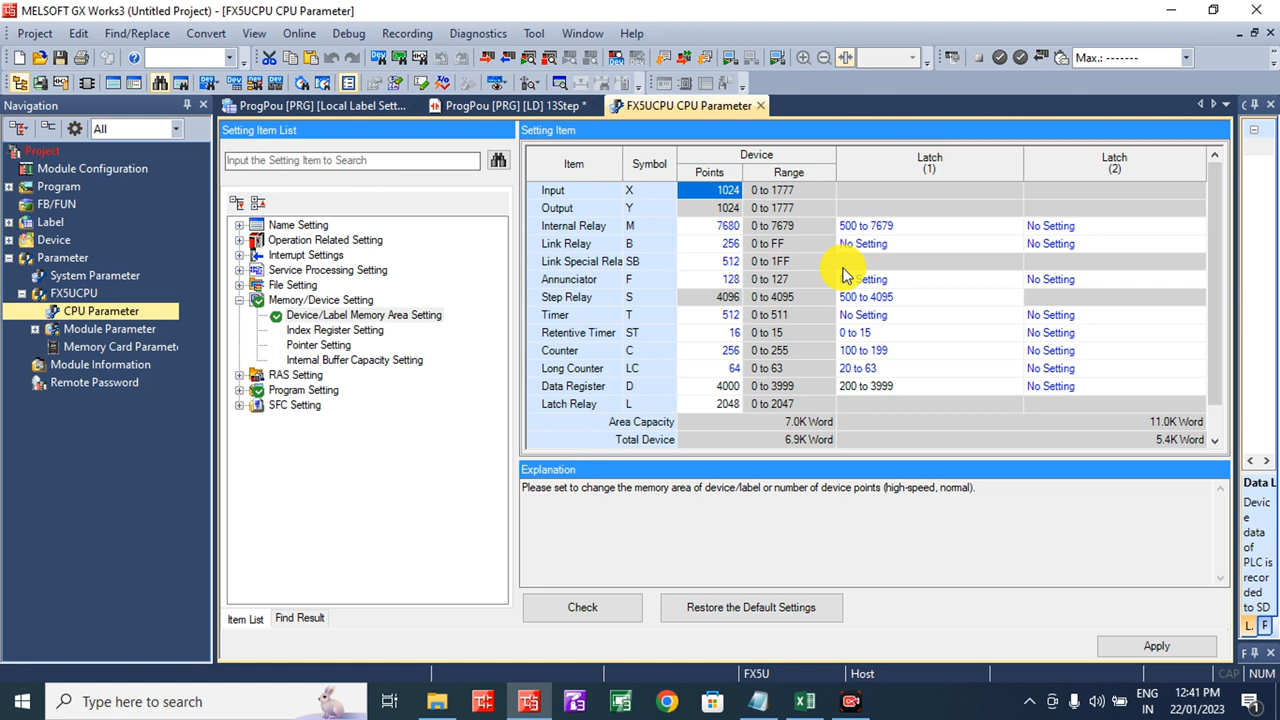 MELSOFT GX Works3 (Untitled Project) - [FX5UCPU CPU Parameter]
Project Edit Find/Replace Convert View Online Debug Recording Diagnostics Tool Window Help
Max.: -------
Navigation
ProgPou [PRG] [Local Label Sett...
ProgPou [PRG] [LD] 13Step *
FX5UCPU CPU Parameter
All
Project
Module Configuration
Program
FB/FUN
Label
Device
Parameter
System Parameter
FX5UCPU
CPU Parameter
Module Parameter
Memory Card Paramet
Module Information
Remote Password
Setting Item List
Input the Setting Item to Search
Name Setting
Operation Related Setting
Interrupt Settings
Service Processing Setting
File Setting
Memory/Device Setting
Device/Label Memory Area Setting
Index Register Setting
Pointer Setting
Internal Buffer Capacity Setting
RAS Setting
Program Setting
SFC Setting
Item List Find Result
Setting Item
Item Symbol Device Latch (1) Latch (2)
Points Range
Input X 1024 0 to 1777
Output Y 1024 0 to 1777
Internal Relay M 7680 0 to 7679 500 to 7679 No Setting
Link Relay B 256 0 to FF No Setting No Setting
Link Special Rela SB 512 0 to 1FF
Annunciator F 128 0 to 127 Setting No Setting
Step Relay S 4096 0 to 4095 500 to 4095
Timer T 512 0 to 511 No Setting No Setting
Retentive Timer ST 16 0 to 15 0 to 15 No Setting
Counter C 256 0 to 255 100 to 199 No Setting
Long Counter LC 64 0 to 63 20 to 63 No Setting
Data Register D 4000 0 to 3999 200 to 3999 No Setting
Latch Relay L 2048 0 to 2047
Area Capacity 7.0K Word 11.0K Word
Total Device 6.9K Word 5.4K Word
Explanation
Please set to change the memory area of device/label or number of device points (high-speed, normal).
Check Restore the Default Settings
Apply
Data L
Devic
e
data
of
PLC is
recor
ded
to SD
L. F
F
FX5U Host CAP NUM
Type here to search
ENG
IN
12:41 PM
22/01/2023
1